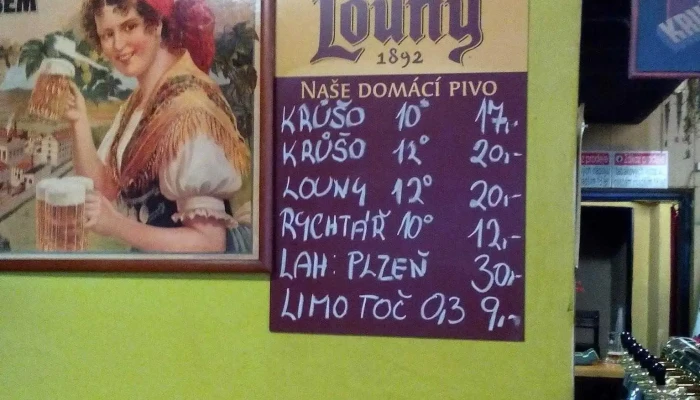 SEM
Louny
1892
NAŠE DOMÁCÍ PIVO
KRŮŠO 10° 17,-
KRŮŠO 12° 20,-
LOUNY 12° 20,-
RYCHTÁŘ 10° 12,-
LAH: PLZEŇ 30,-
LIMO TOČ 0,3 9,-